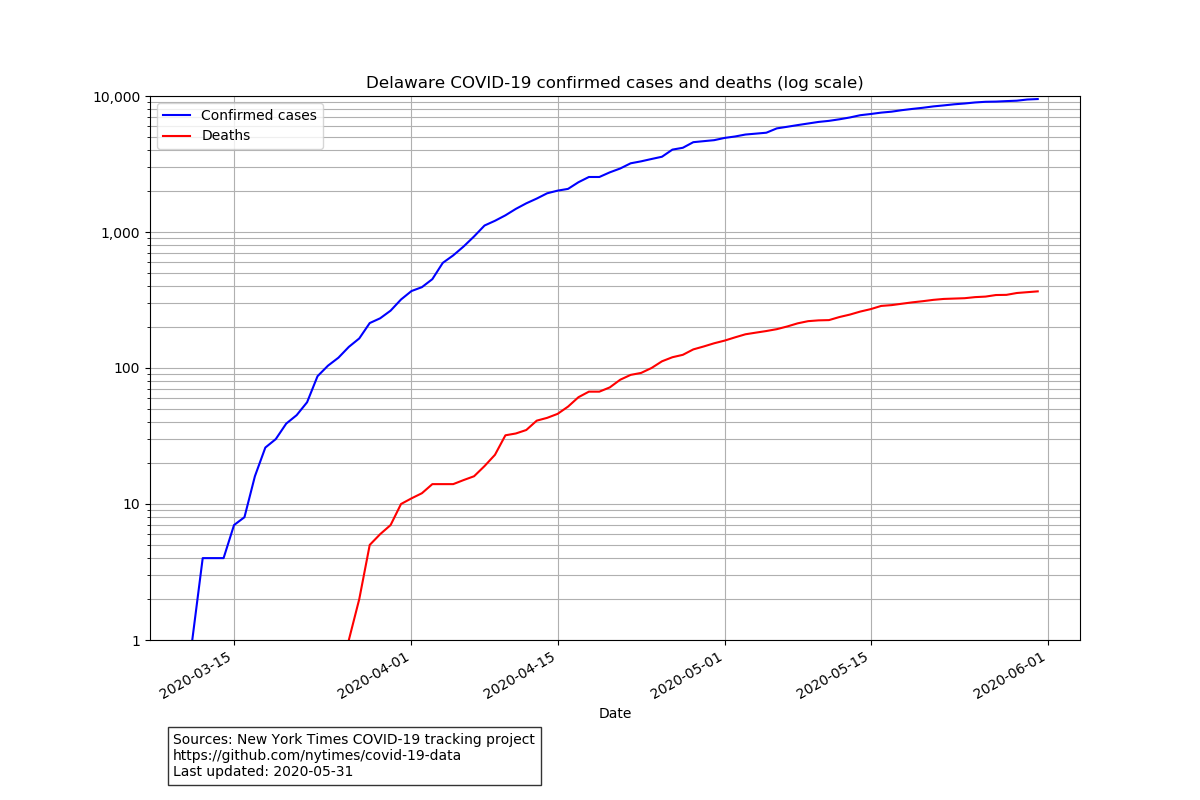 Delaware COVID-19 confirmed cases and deaths (log scale)
10,000
1,000
100
10
1
Confirmed cases
Deaths
2020-03-15
2020-04-01
2020-04-15
2020-05-01
2020-05-15
2020-06-01
Date
Sources: New York Times COVID-19 tracking project
https://github.com/nytimes/covid-19-data
Last updated: 2020-05-31